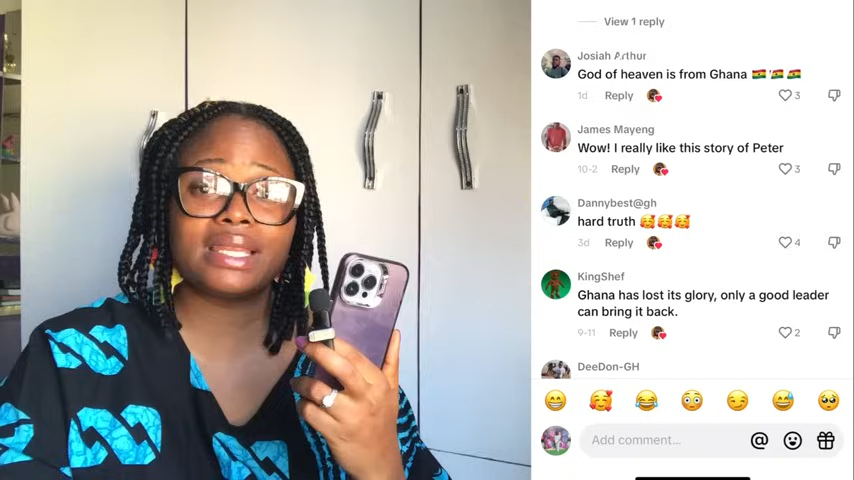 View 1 reply
Josiah Arthur
God of heaven is from Ghana 🇬🇭 🇬🇭 🇬🇭
1d Reply 3
James Mayeng
Wow! I really like this story of Peter
10-2 Reply 3
Dannybest@gh
hard truth 🥰🥰🥰
3d Reply 4
KingShef
Ghana has lost its glory, only a good leader
can bring it back.
9-11 Reply 2
DeeDon-GH
😁 🥰 😂 😳 😏 😅 🥺
Add comment... @